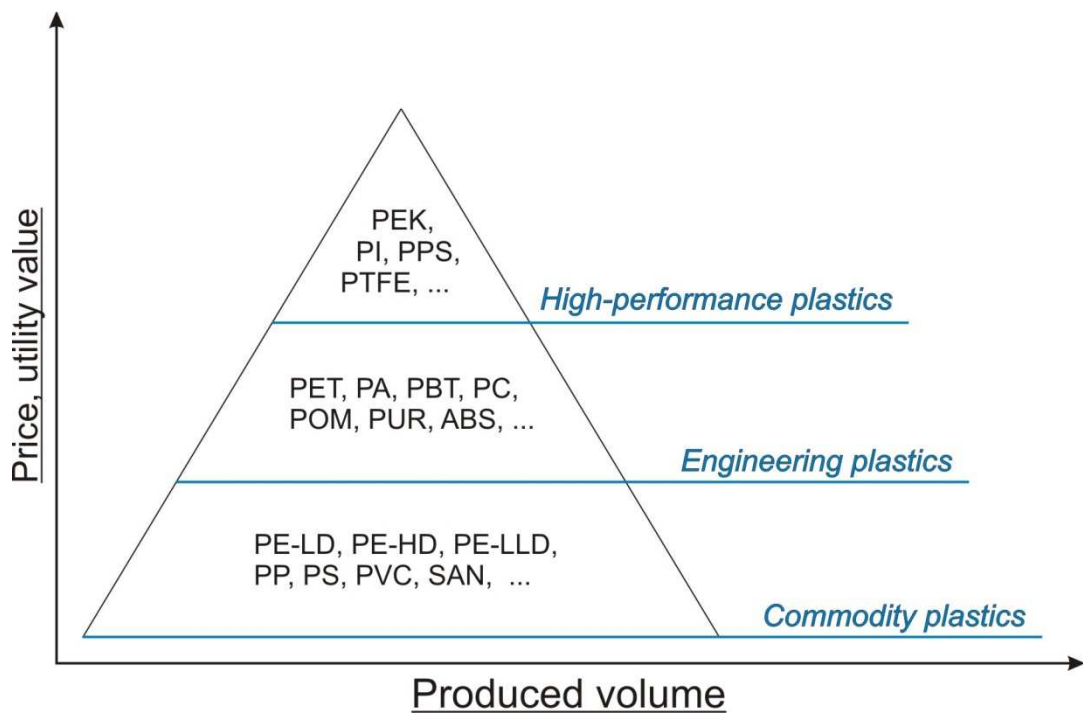 Price, utility value
PEK,
PI, PPS,
PTFE, ...
High-performance plastics
PET, PA, PBT, PC,
POM, PUR, ABS, ...
Engineering plastics
PE-LD, PE-HD, PE-LLD,
PP, PS, PVC, SAN, ...
Commodity plastics
Produced volume